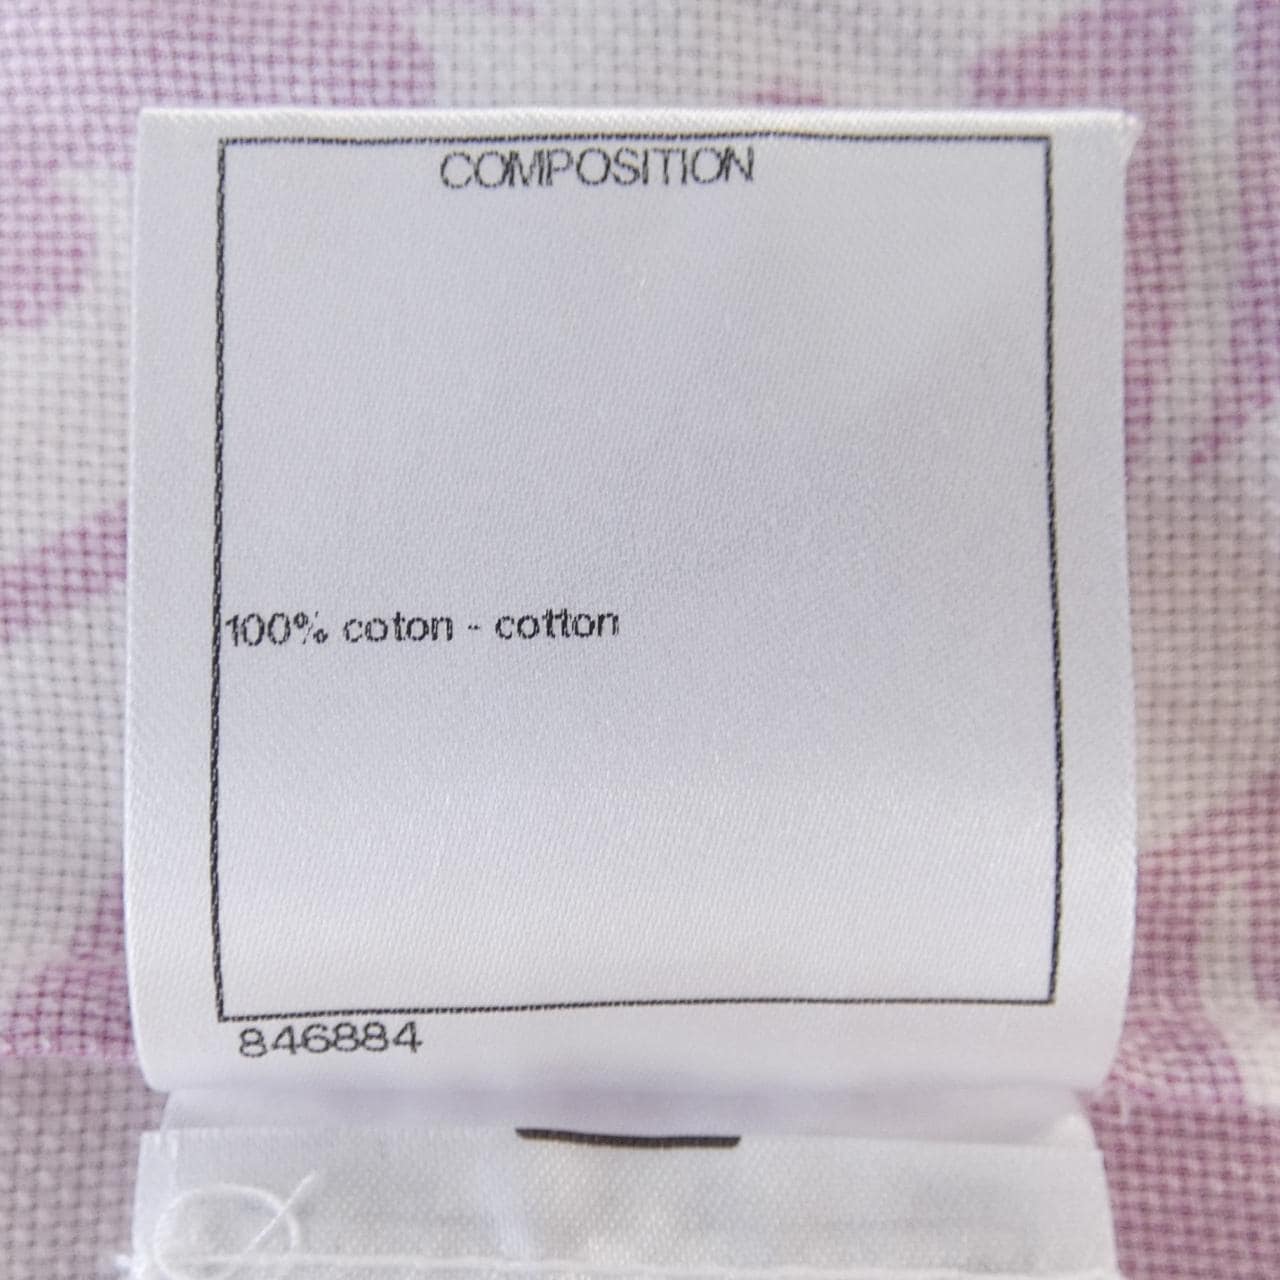 COMPOSITION
100% coton - cotton
846884